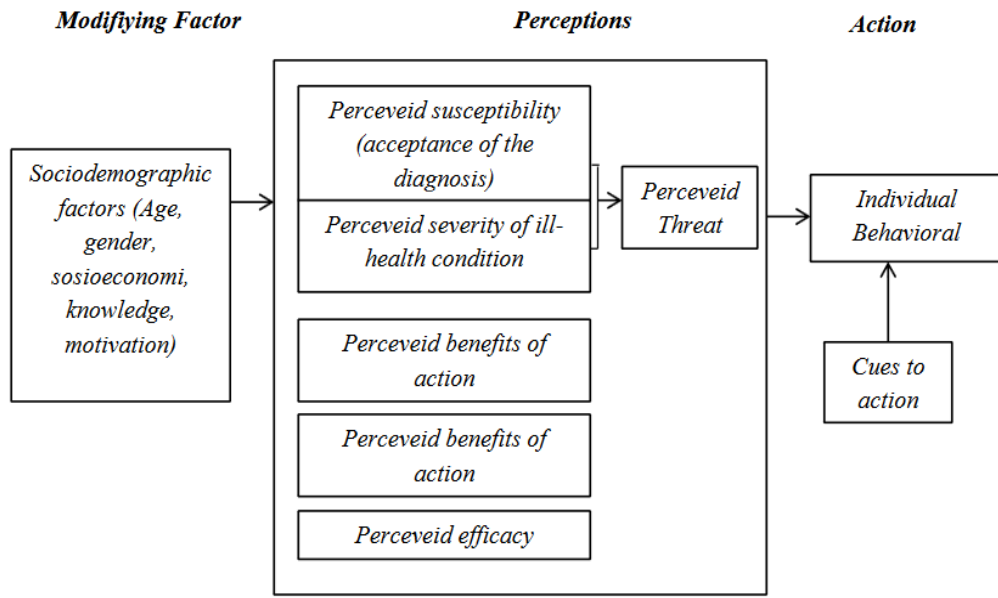 Modifiying Factor
Perceptions
Action
Sociodemographic
factors (Age,
gender,
sosioeconomi,
knowledge,
motivation)
Perceveid susceptibility
(acceptance of the
diagnosis)
Perceveid severity of ill-
health condition
Perceveid
Threat
Perceveid benefits of
action
Perceveid benefits of
action
Perceveid efficacy
Individual
Behavioral
Cues to
action